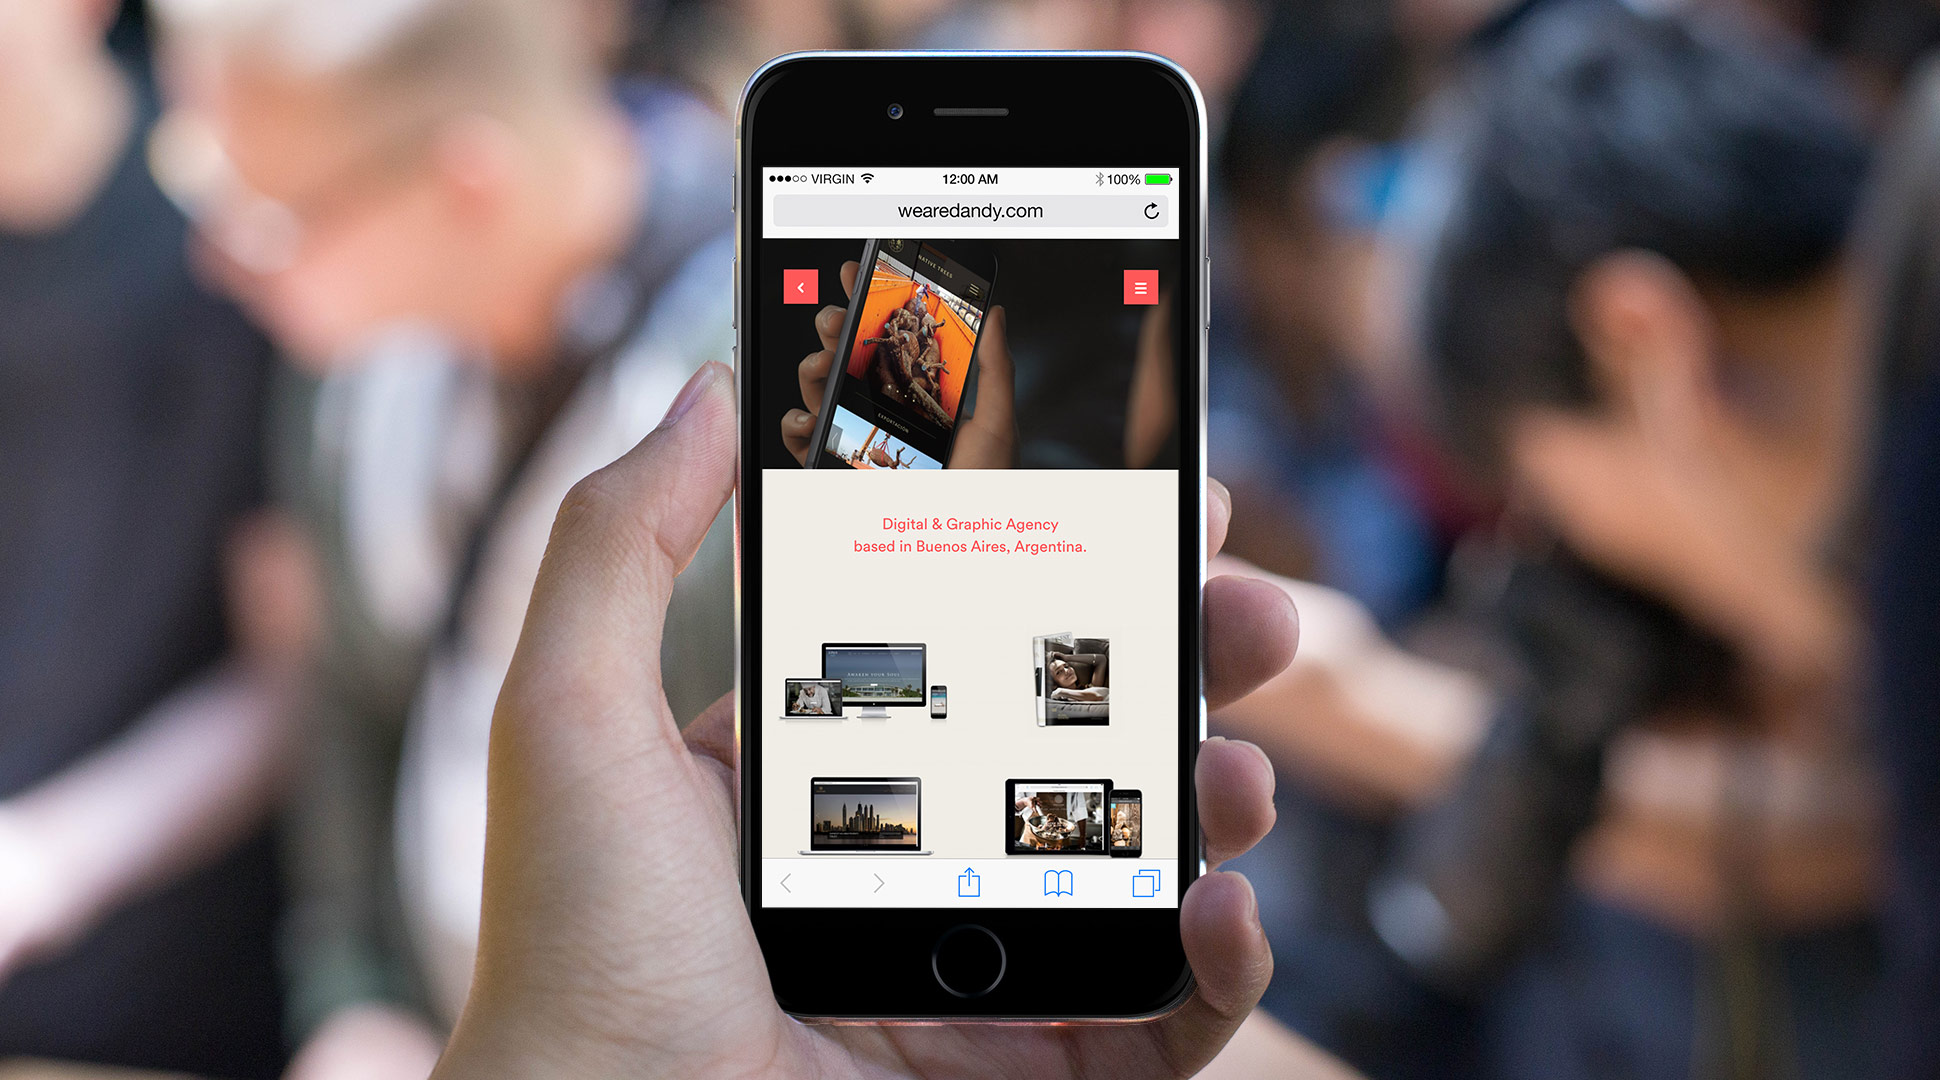 VIRGIN 12:00 AM 100%
wearedandy.com
NATIVE TREES
EXPORTACIÓN
Digital & Graphic Agency
based in Buenos Aires, Argentina.
AWAKEN YOUR SOUL